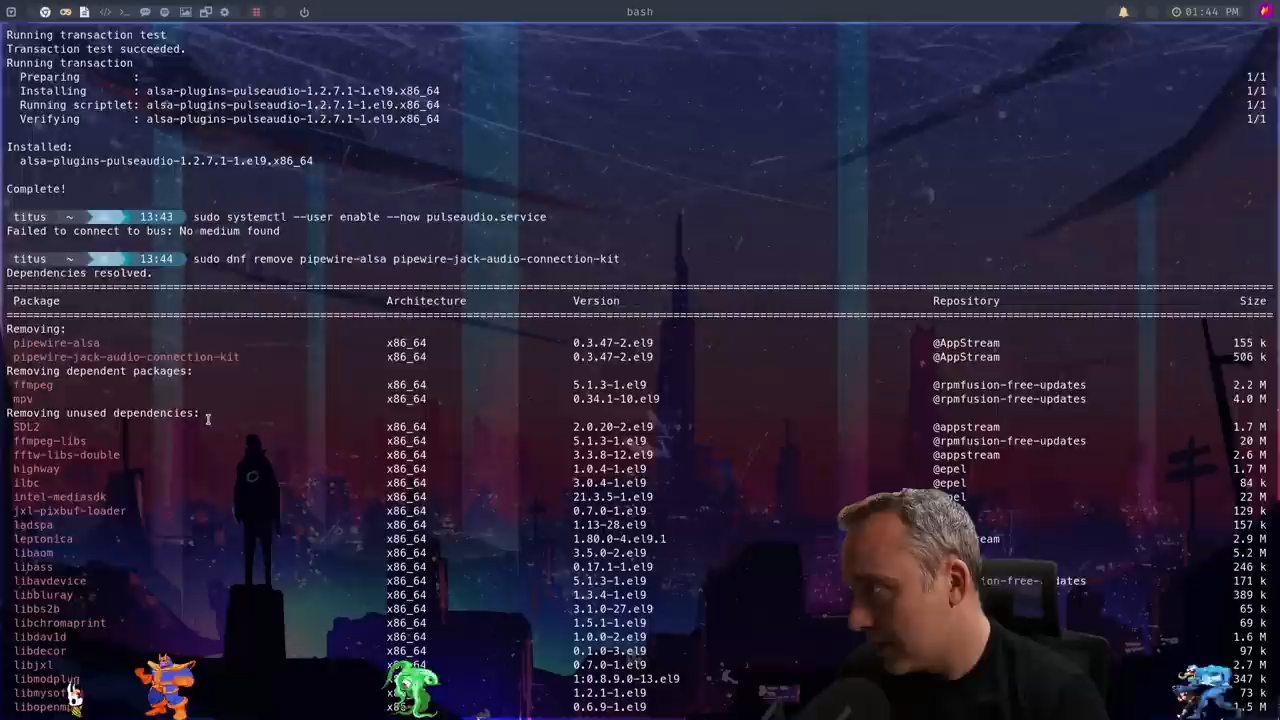 bash
01:44 PM
Running transaction test
Transaction test succeeded.
Running transaction
Preparing : 1/1
Installing : alsa-plugins-pulseaudio-1.2.7.1-1.el9.x86_64 1/1
Running scriptlet: alsa-plugins-pulseaudio-1.2.7.1-1.el9.x86_64 1/1
Verifying : alsa-plugins-pulseaudio-1.2.7.1-1.el9.x86_64 1/1
Installed:
alsa-plugins-pulseaudio-1.2.7.1-1.el9.x86_64
Complete!
titus ~ 13:43 sudo systemctl --user enable --now pulseaudio.service
Failed to connect to bus: No medium found
titus ~ 13:44 sudo dnf remove pipewire-alsa pipewire-jack-audio-connection-kit
Dependencies resolved.
Package Architecture Version Repository Size
Removing:
pipewire-alsa x86_64 0.3.47-2.el9 @AppStream 155 k
pipewire-jack-audio-connection-kit x86_64 0.3.47-2.el9 @AppStream 506 k
Removing dependent packages:
ffmpeg x86_64 5.1.3-1.el9 @rpmfusion-free-updates 2.2 M
mpv x86_64 0.34.1-10.el9 @rpmfusion-free-updates 4.0 M
Removing unused dependencies:
SDL2 x86_64 2.0.20-2.el9 @appstream 1.7 M
ffmpeg-libs x86_64 5.1.3-1.el9 @rpmfusion-free-updates 20 M
fftw-libs-double x86_64 3.3.8-12.el9 @appstream 2.6 M
highway x86_64 1.0.4-1.el9 @epel 1.7 M
ilbc x86_64 3.0.4-1.el9 @epel 84 k
intel-mediasdk x86_64 21.3.5-1.el9 pel 22 M
jxl-pixbuf-loader x86_64 0.7.0-1.el9 129 k
ladspa x86_64 1.13-28.el9 157 k
leptonica x86_64 1.80.0-4.el9.1 eam 2.9 M
libaom x86_64 3.5.0-2.el9 5.2 M
libass x86_64 0.17.1-1.el9 246 k
libavdevice x86_64 5.1.3-1.el9 ion-free-updates 171 k
libbluray x86_64 1.3.4-1.el9 389 k
libbs2b x86_64 3.1.0-27.el9 65 k
libchromaprint x86_64 1.5.1-1.el9 69 k
libdav1d x86_64 1.0.0-2.el9 1.6 M
libdecor x86_64 0.1.0-3.el9 97 k
libjxl 64 0.7.0-1.el9 2.7 M
libmodplug 1:0.8.9.0-13.el9 347 k
libmyso 1.2.1-1.el9 73 k
libopenm x86 0.6.9-1.el9 1.5 M